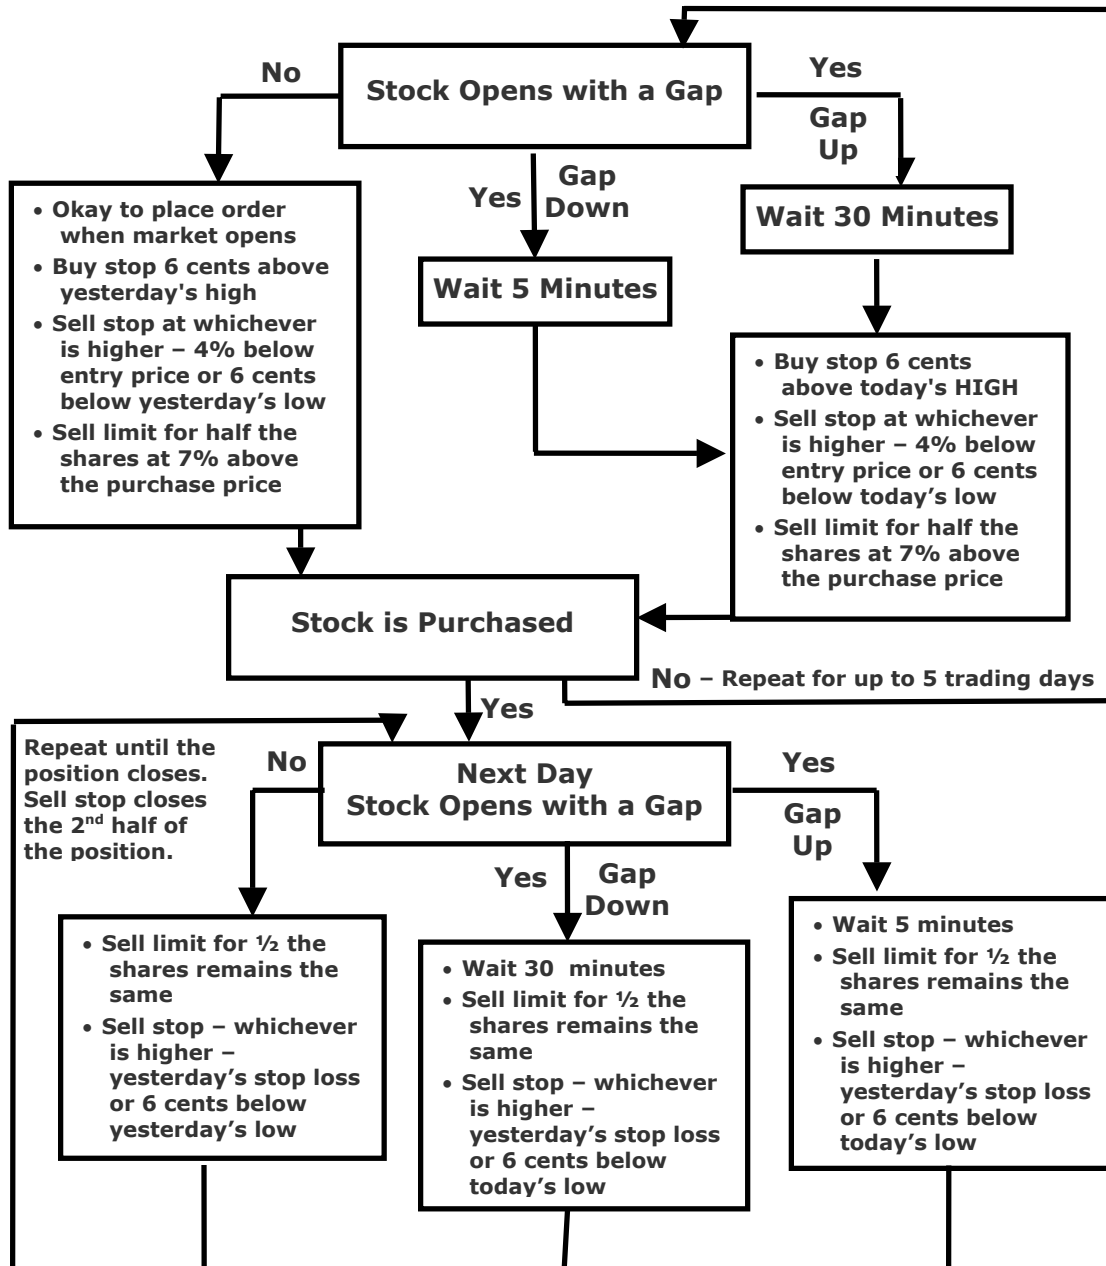 Stock Opens with a Gap
No
Yes
Gap
Up
Yes
Gap
Down
• Okay to place order
when market opens
• Buy stop 6 cents above
yesterday's high
• Sell stop at whichever
is higher – 4% below
entry price or 6 cents
below yesterday’s low
• Sell limit for half the
shares at 7% above
the purchase price
Wait 5 Minutes
Wait 30 Minutes
• Buy stop 6 cents
above today's HIGH
• Sell stop at whichever
is higher – 4% below
entry price or 6 cents
below today’s low
• Sell limit for half the
shares at 7% above
the purchase price
Stock is Purchased
No – Repeat for up to 5 trading days
Yes
Repeat until the
position closes.
Sell stop closes
the 2nd half of
the position.
Next Day
Stock Opens with a Gap
No
Yes
Gap
Down
Yes
Gap
Up
• Sell limit for ½ the
shares remains the
same
• Sell stop – whichever
is higher –
yesterday’s stop loss
or 6 cents below
yesterday’s low
• Wait 30 minutes
• Sell limit for ½ the
shares remains the
same
• Sell stop – whichever
is higher –
yesterday’s stop loss
or 6 cents below
today’s low
• Wait 5 minutes
• Sell limit for ½ the
shares remains the
same
• Sell stop – whichever
is higher –
yesterday’s stop loss
or 6 cents below
today’s low